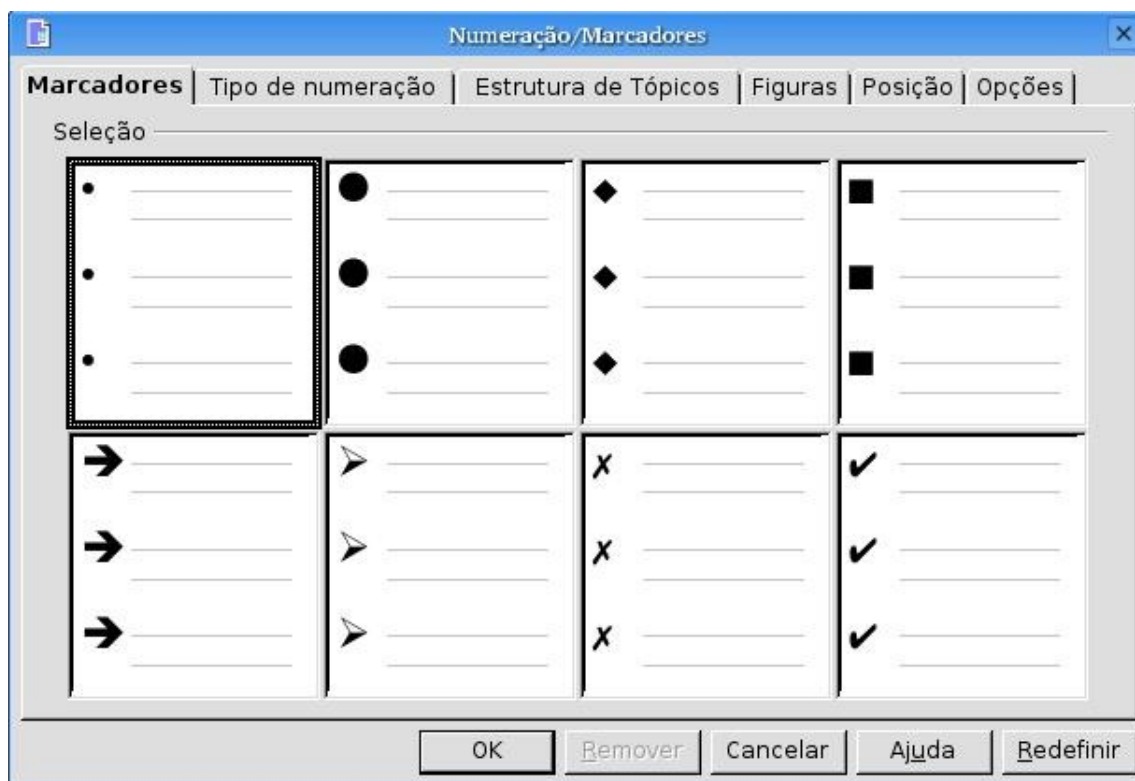 Numeração/Marcadores
Marcadores Tipo de numeração Estrutura de Tópicos Figuras Posição Opções
Seleção
OK Remover Cancelar Ajuda Redefinir